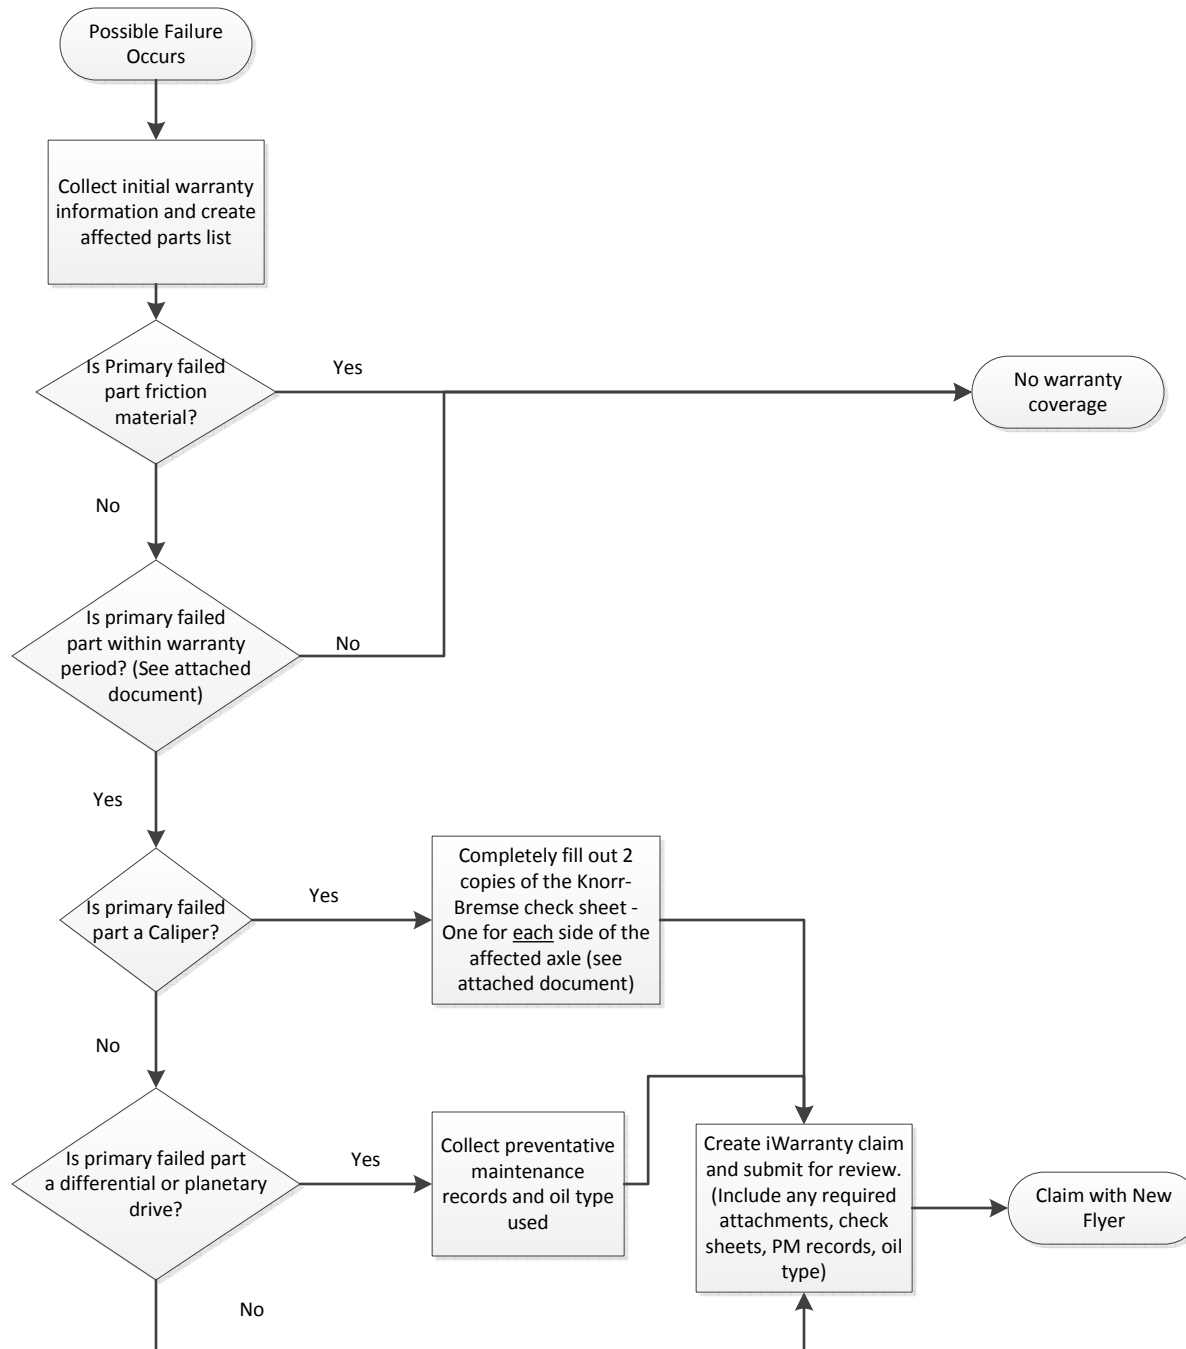 Possible Failure
Occurs
Collect initial warranty
information and create
affected parts list
Is Primary failed
part friction
material?
Yes
No warranty
coverage
No
Is primary failed
part within warranty
period? (See attached
document)
No
Yes
Is primary failed
part a Caliper?
Yes
Completely fill out 2
copies of the Knorr-
Bremse check sheet -
One for each side of the
affected axle (see
attached document)
No
Is primary failed part
a differential or planetary
drive?
Yes
Collect preventative
maintenance
records and oil type
used
Create iWarranty claim
and submit for review.
(Include any required
attachments, check
sheets, PM records, oil
type)
Claim with New
Flyer
No